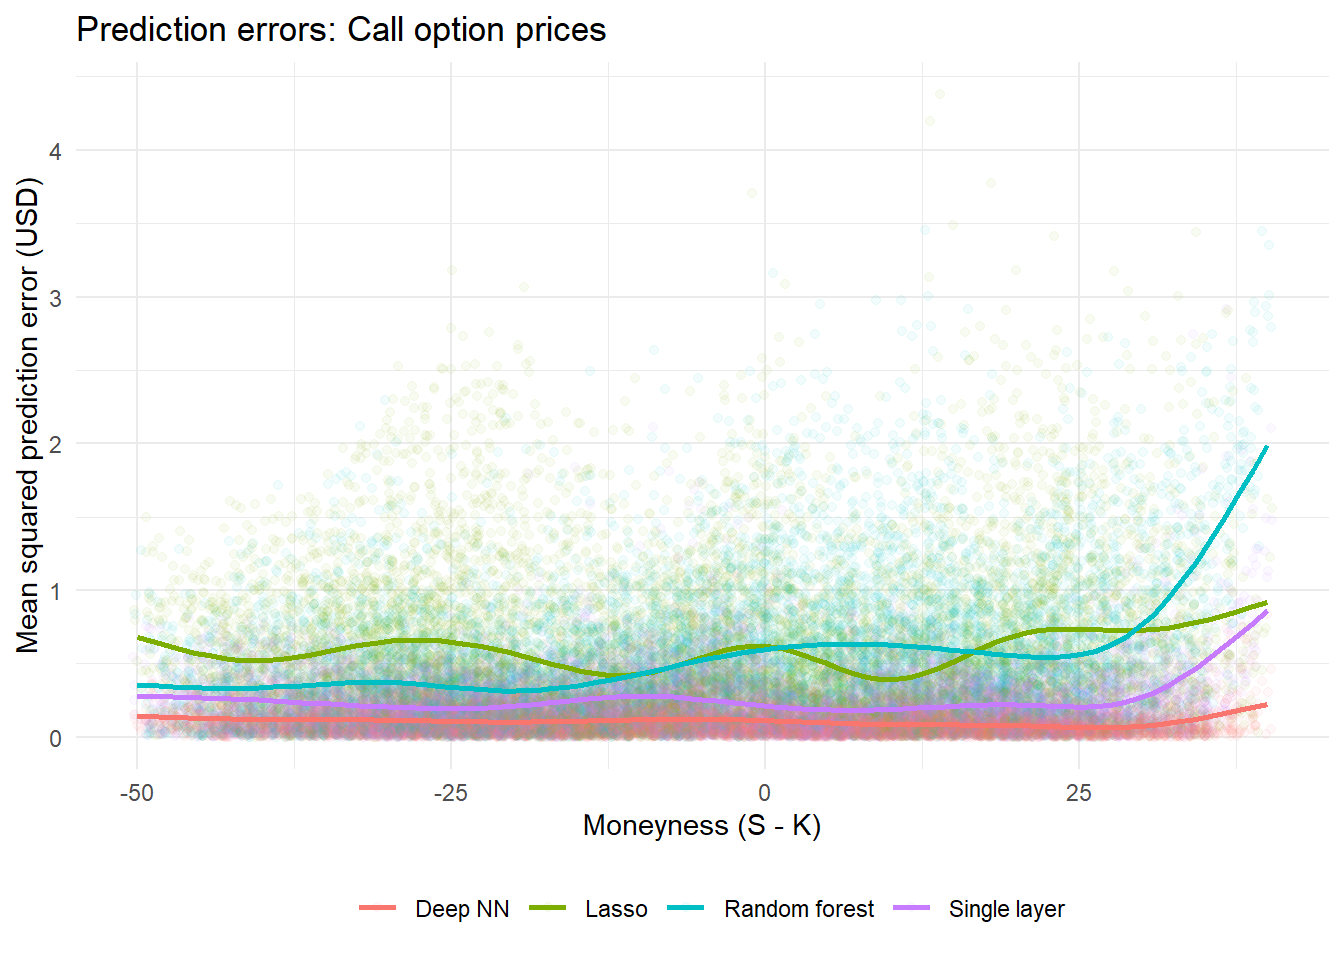 Prediction errors: Call option prices
Mean squared prediction error (USD)
4
3
2
1
0
-50
-25
0
25
Moneyness (S - K)
Deep NN
Lasso
Random forest
Single layer